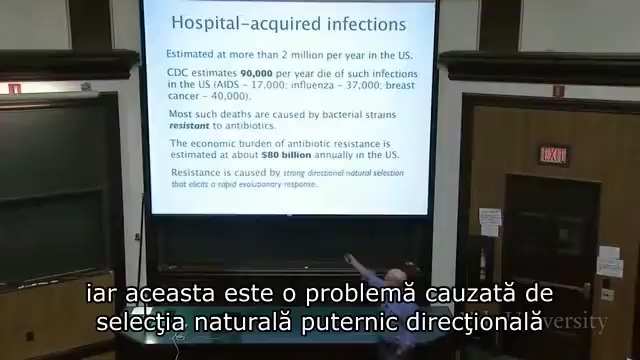 Hospital-acquired infections
Estimated at more than 2 million per year in the US.
CDC estimates 90,000 per year die of such infections
in the US (AIDS – 17,000; influenza – 37,000; breast
cancer – 40,000).
Most such deaths are caused by bacterial strains
resistant to antibiotics.
The economic burden of antibiotic resistance is
estimated at about $80 billion annually in the US.
Resistance is caused by strong directional natural selection
that elicits a rapid evolutionary response.
EXIT
iar aceasta este o problemă cauzată de
selecţia naturală puternic direcţională
University